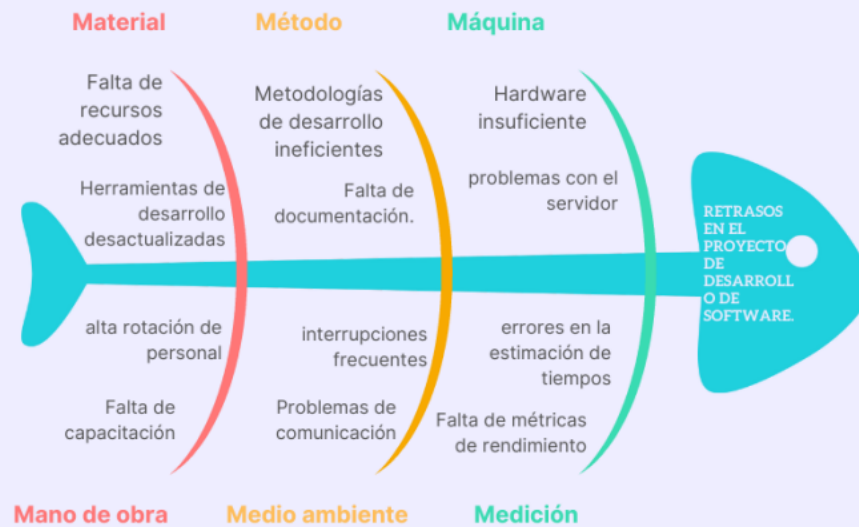 Material
Método
Máquina
Falta de
recursos
adecuados
Herramientas de
desarrollo
desactualizadas
Metodologías
de desarrollo
ineficientes
Falta de
documentación.
Hardware
insuficiente
problemas con el
servidor
RETRASOS
EN EL
PROYECTO
DE
DESARROLL
O DE
SOFTWARE.
alta rotación de
personal
Falta de
capacitación
interrupciones
frecuentes
Problemas de
comunicación
errores en la
estimación de
tiempos
Falta de métricas
de rendimiento
Mano de obra
Medio ambiente
Medición